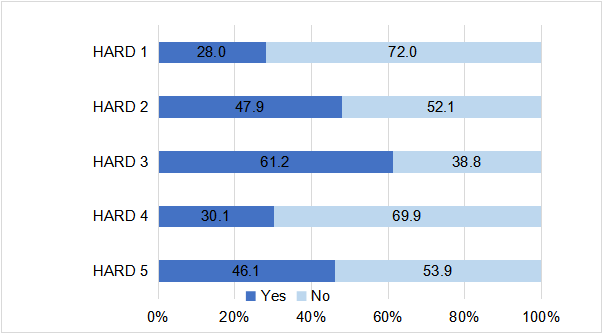 HARD 1 28.0 72.0
HARD 2 47.9 52.1
HARD 3 61.2 38.8
HARD 4 30.1 69.9
HARD 5 46.1 53.9
Yes No
0% 20% 40% 60% 80% 100%